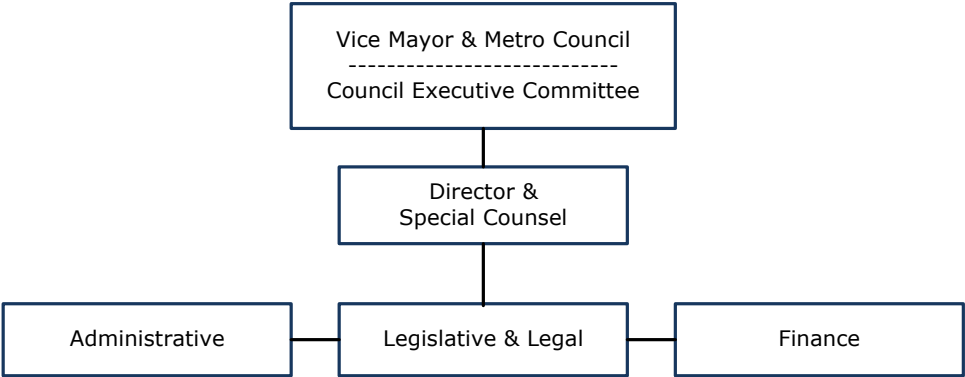 Vice Mayor & Metro Council
---------------------------
Council Executive Committee
Director &
Special Counsel
Administrative
Legislative & Legal
Finance